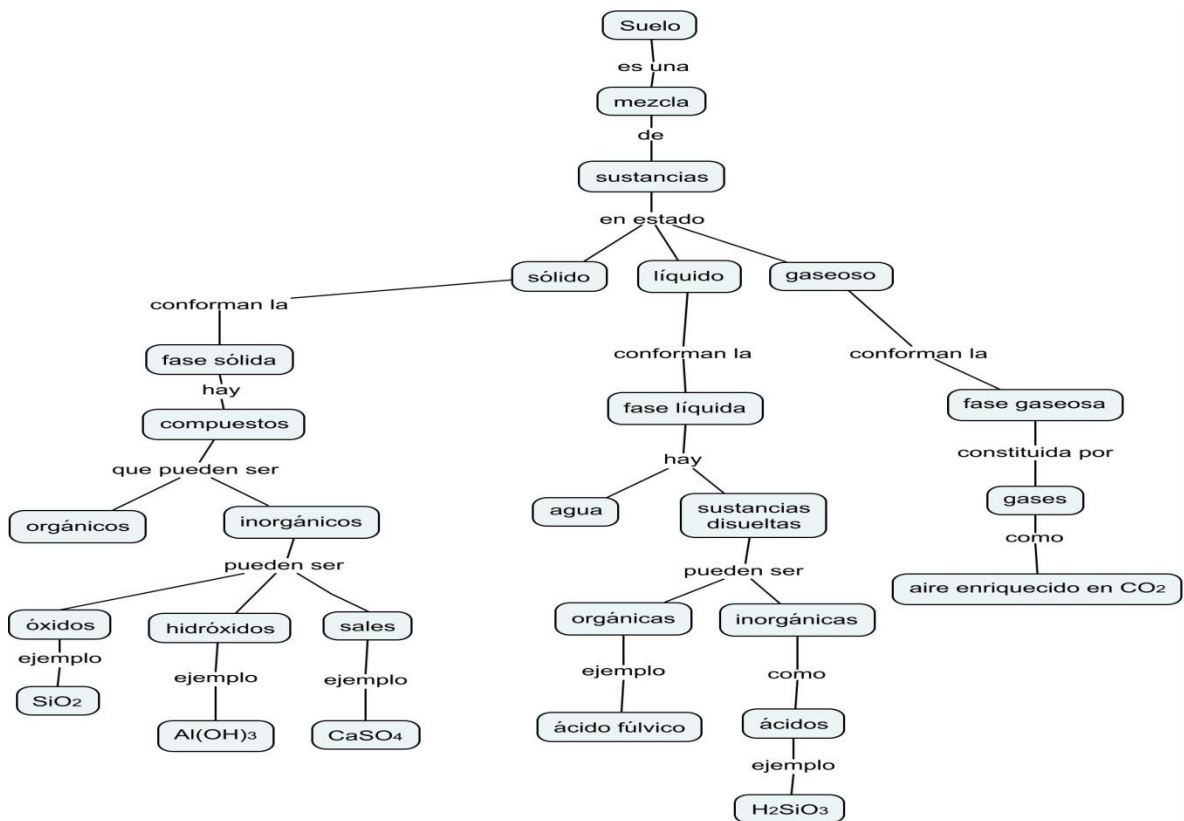 Suelo
es una
mezcla
de
sustancias
en estado
sólido
líquido
gaseoso
conforman la
fase sólida
hay
compuestos
que pueden ser
orgánicos
inorgánicos
pueden ser
óxidos
hidróxidos
sales
ejemplo
ejemplo
ejemplo
SiO2
Al(OH)3
CaSO4
conforman la
fase líquida
hay
agua
sustancias
disueltas
pueden ser
orgánicas
inorgánicas
ejemplo
como
ácido fúlvico
ácidos
ejemplo
H2SiO3
conforman la
fase gaseosa
constituida por
gases
como
aire enriquecido en CO2